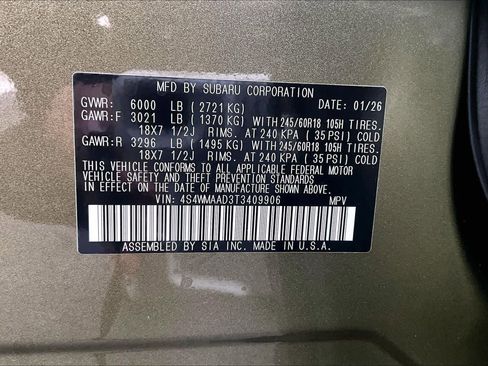 MFD. BY SUBARU CORPORATION
GVWR: 6000 LB ( 2721 KG) DATE: 01/26
GAWR:F 3021 LB ( 1370 KG) WITH 245/60R18 105H TIRES.
18X7 1/2J RIMS. AT 240 KPA ( 35 PSI) COLD
GAWR:R 3296 LB ( 1495 KG) WITH 245/60R18 105H TIRES.
18X7 1/2J RIMS. AT 240 KPA ( 35 PSI) COLD
THIS VEHICLE CONFORMS TO ALL APPLICABLE FEDERAL MOTOR
VEHICLE SAFETY AND THEFT PREVENTION STANDARDS IN EFFECT
ON THE DATE OF MANUFACTURE SHOWN ABOVE.
VIN: 4S4WMAAD3T3409906 MPV
ASSEMBLED BY SIA INC. MADE IN U.S.A.